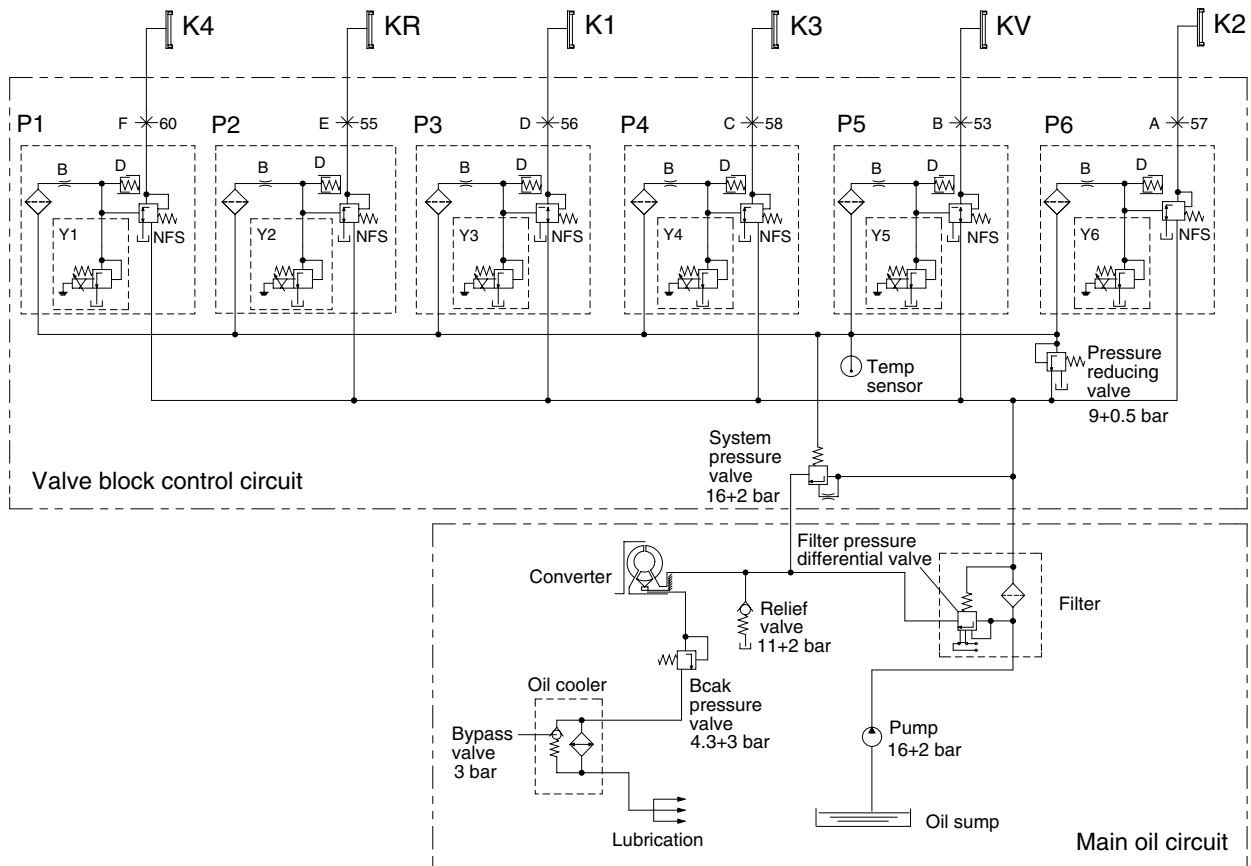 K4
KR
K1
K3
KV
K2
P1
F
60
P2
E
55
P3
D
56
P4
C
58
P5
B
53
P6
A
57
B
D
B
D
B
D
B
D
B
D
B
D
Y1
NFS
Y2
NFS
Y3
NFS
Y4
NFS
Y5
NFS
Y6
NFS
Temp
sensor
Pressure
reducing
valve
9+0.5 bar
System
pressure
valve
16+2 bar
Valve block control circuit
Filter pressure
differential valve
Converter
Relief
valve
11+2 bar
Filter
Oil cooler
Bcak
pressure
valve
4.3+3 bar
Bypass
valve
3 bar
Pump
16+2 bar
Lubrication
Oil sump
Main oil circuit